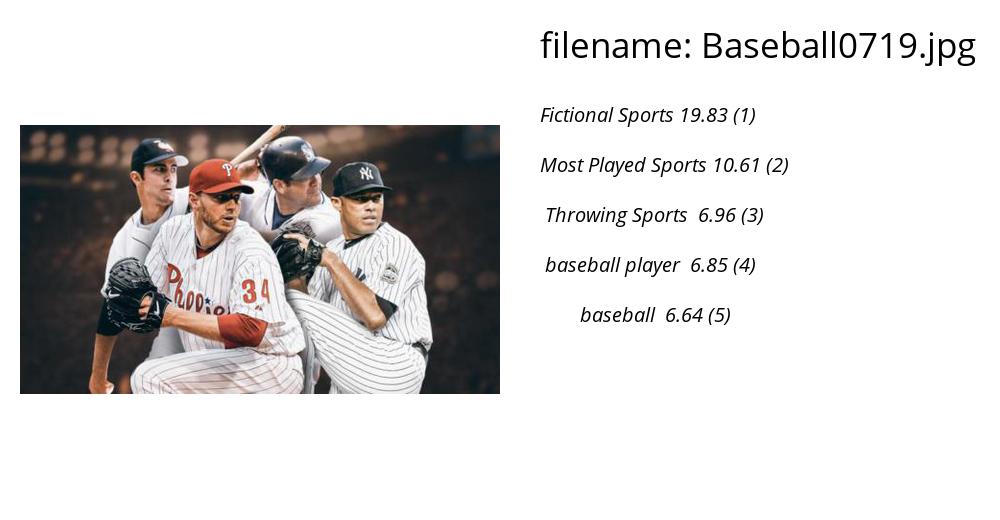 filename: Baseball0719.jpg
Fictional Sports 19.83 (1)
Most Played Sports 10.61 (2)
Throwing Sports 6.96 (3)
baseball player 6.85 (4)
baseball 6.64 (5)
P
NY
Phillies
34